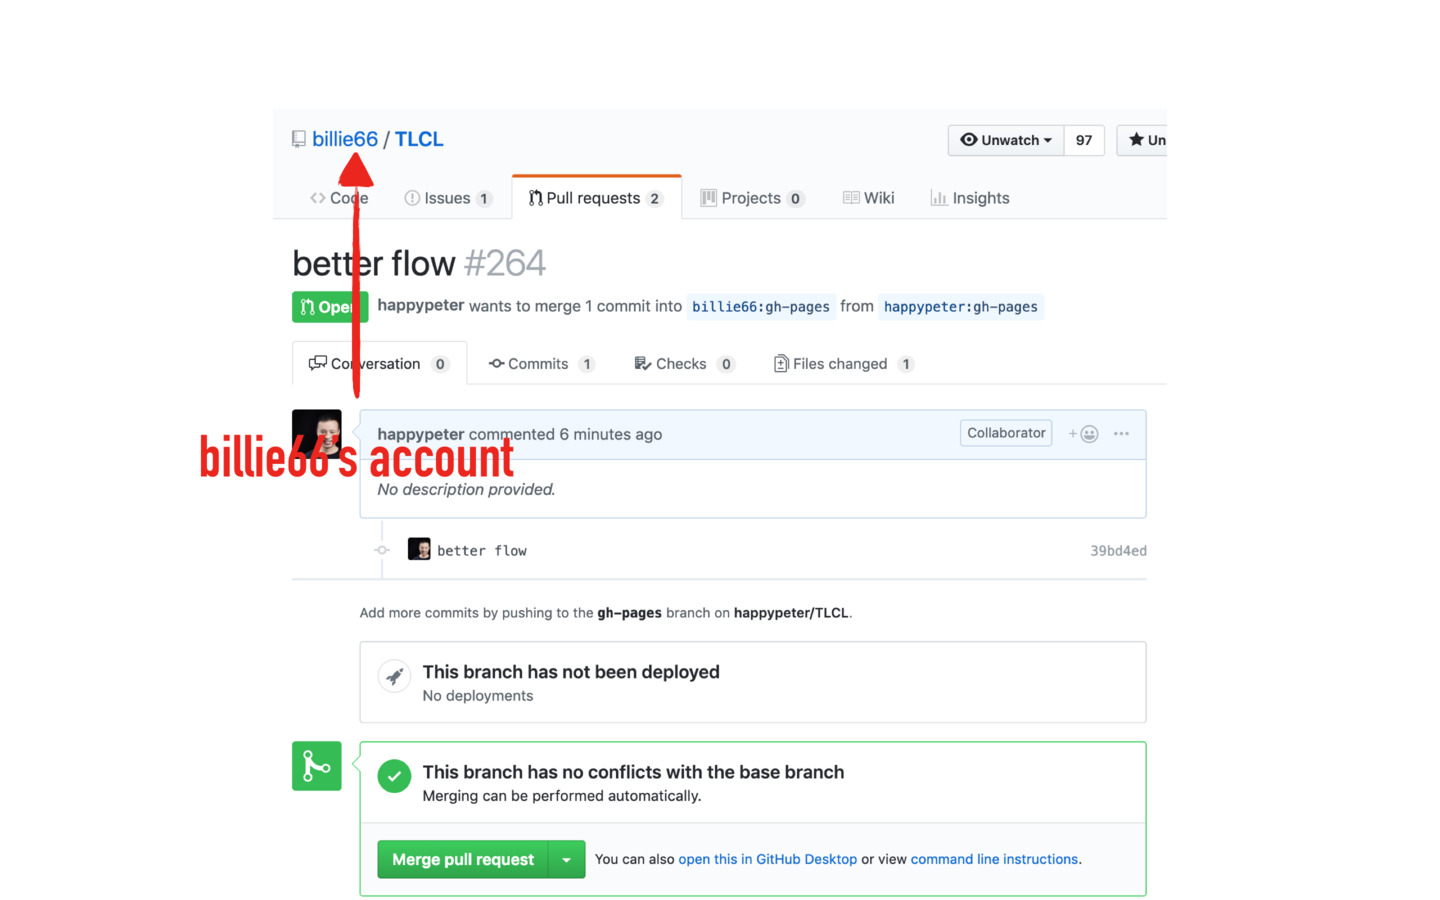 billie66 / TLCL
Unwatch 97 Un
Code Issues 1 Pull requests 2 Projects 0 Wiki Insights
better flow #264
Open happypeter wants to merge 1 commit into billie66:gh-pages from happypeter:gh-pages
Conversation 0 Commits 1 Checks 0 Files changed 1
happypeter commented 6 minutes ago Collaborator + ...
billie66's account
No description provided.
better flow 39bd4ed
Add more commits by pushing to the gh-pages branch on happypeter/TLCL.
This branch has not been deployed
No deployments
This branch has no conflicts with the base branch
Merging can be performed automatically.
Merge pull request You can also open this in GitHub Desktop or view command line instructions.